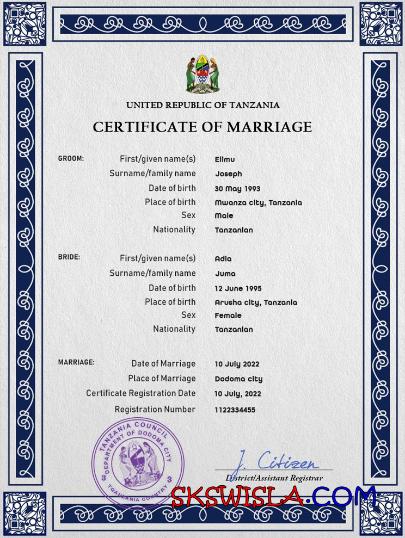 UNITED REPUBLIC OF TANZANIA
CERTIFICATE OF MARRIAGE
GROOM: First/given name(s) Elimu
Surname/family name Joseph
Date of birth 30 May 1993
Place of birth Mwanza city, Tanzania
Sex Male
Nationality Tanzanian
BRIDE: First/given name(s) Adla
Surname/family name Juma
Date of birth 12 June 1995
Place of birth Arusha city, Tanzania
Sex Female
Nationality Tanzanian
MARRIAGE: Date of Marriage 10 July 2022
Place of Marriage Dodoma city
Certificate Registration Date 10 July, 2022
Registration Number 1122334455
TANZANIA COUNCIL
DEPARTMENT OF DODOMA CITY
TANZANIA COUNTRY
J. Citizen
District/Assistant Registrar
SKSWISLA.COM